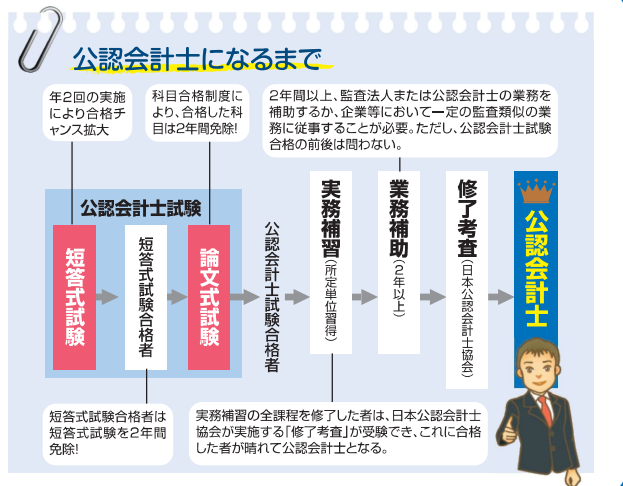 公認会計士になるまで
年2回の実施
により合格チ
ャンス拡大
科目合格制度に
より、合格した科
目は2年間免除!
2年間以上、監査法人または公認会計士の業務を
補助するか、企業等において一定の監査類似の業
務に従事することが必要。ただし、公認会計士試験
合格の前後は問わない。
公認会計士試験
短答式試験
短答式試験合格者
論文式試験
公認会計士試験合格者
実務補習(所定単位習得)
業務補助(2年以上)
修了考査(日本公認会計士協会)
公認会計士
短答式試験合格者は
短答式試験を2年間
免除!
実務補習の全課程を修了した者は、日本公認会計士
協会が実施する「修了考査」が受験でき、これに合格
した者が晴れて公認会計士となる。